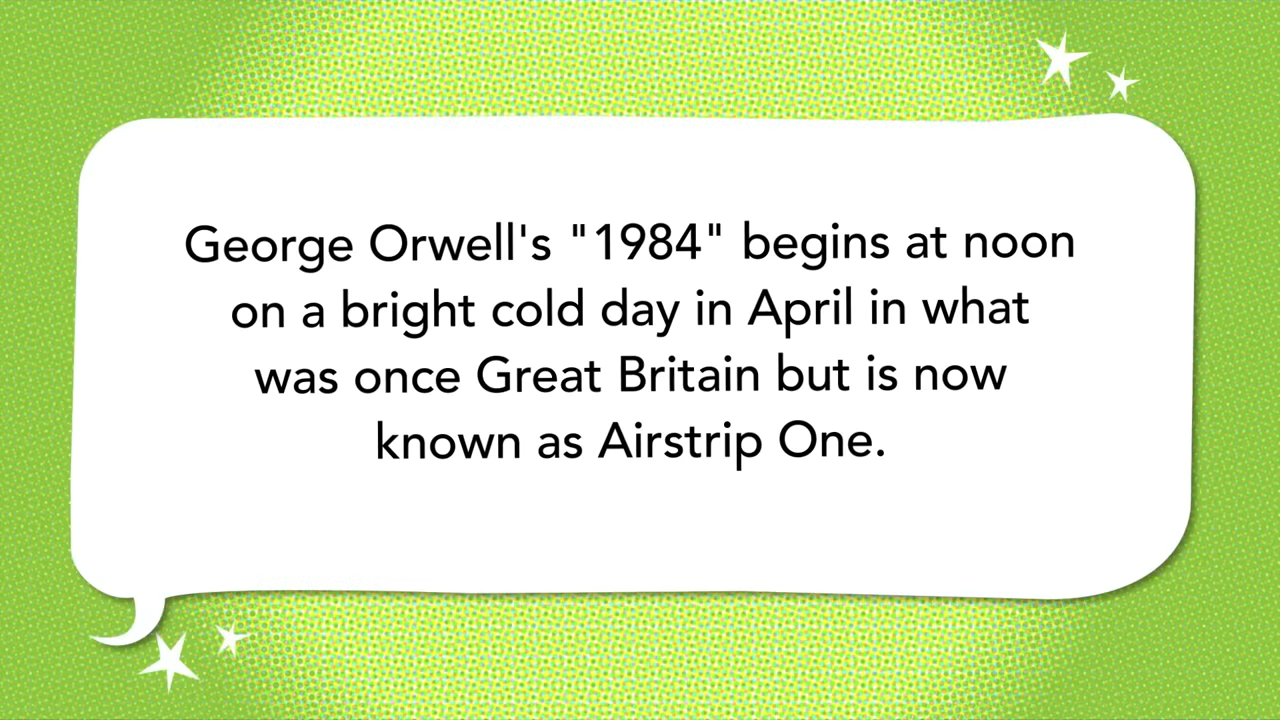 George Orwell's "1984" begins at noon
on a bright cold day in April in what
was once Great Britain but is now
known as Airstrip One.